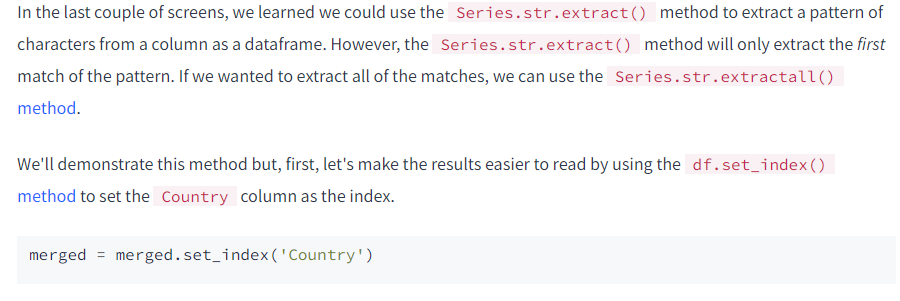 In the last couple of screens, we learned we could use the Series.str.extract() method to extract a pattern of
characters from a column as a dataframe. However, the Series.str.extract() method will only extract the first
match of the pattern. If we wanted to extract all of the matches, we can use the Series.str.extractall()
method.
We'll demonstrate this method but, first, let's make the results easier to read by using the df.set_index()
method to set the Country column as the index.
merged = merged.set_index('Country')